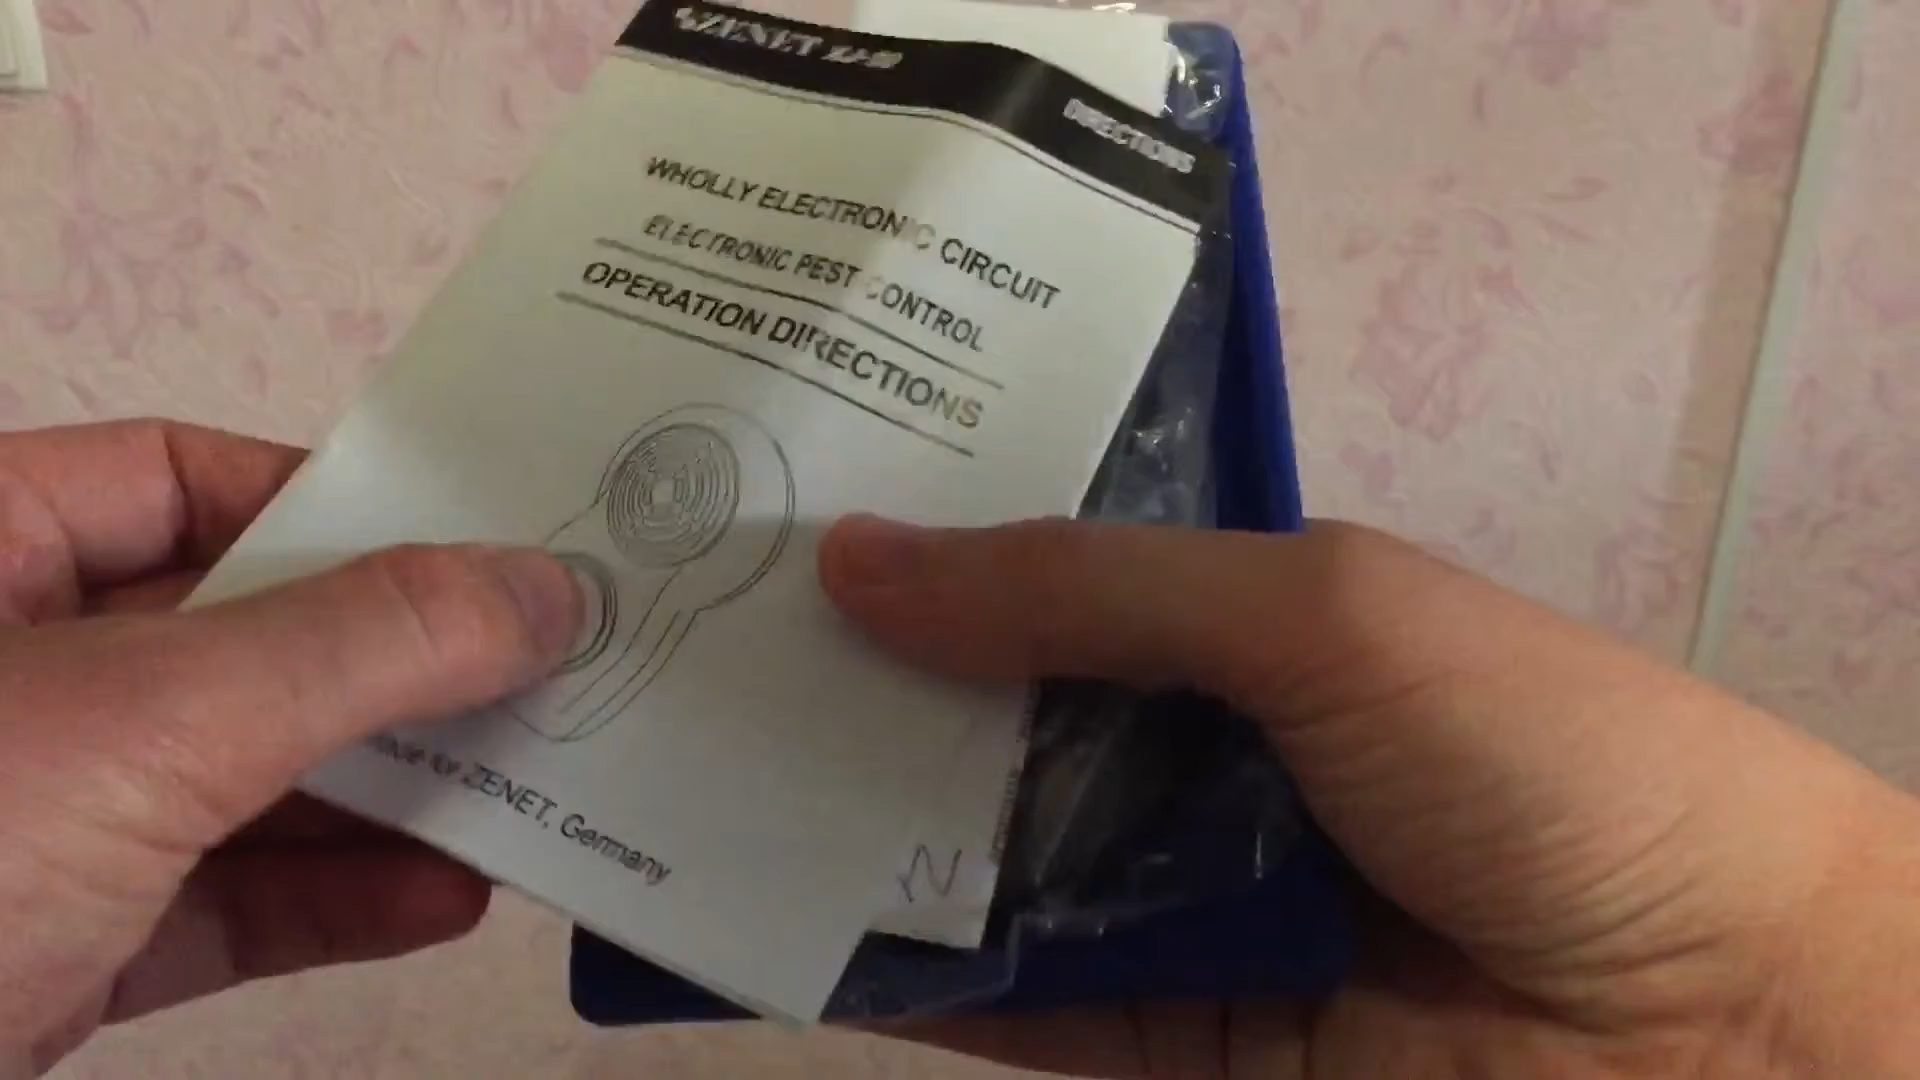 ZENET
DIRECTIONS
WHOLLY ELECTRONIC CIRCUIT
ELECTRONIC PEST CONTROL
OPERATION DIRECTIONS
for ZENET, Germany
N